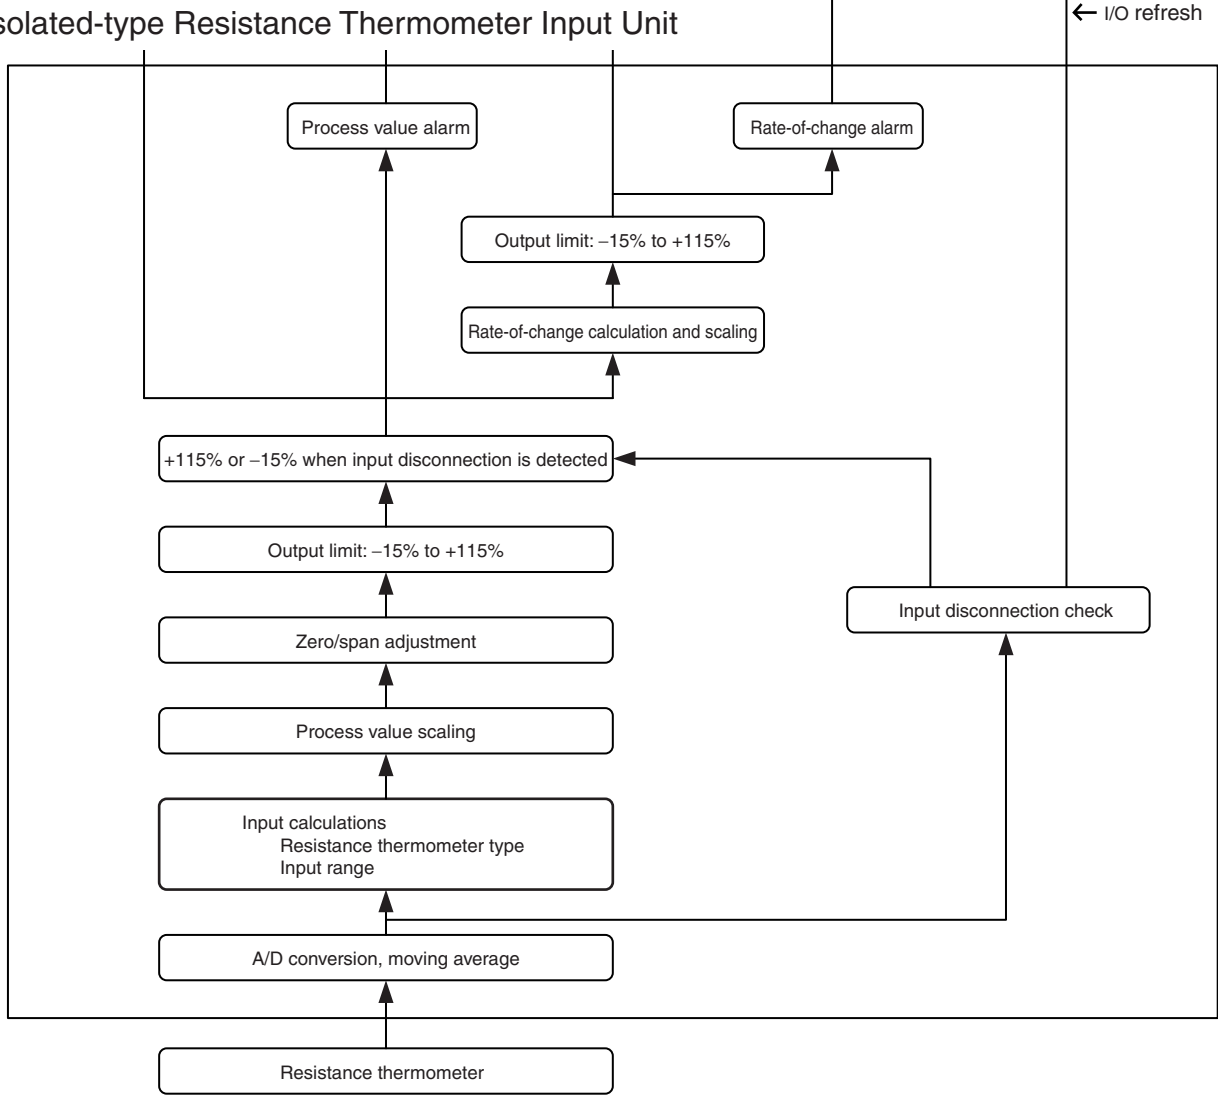 solated-type Resistance Thermometer Input Unit
I/O refresh
Process value alarm
Rate-of-change alarm
Output limit: –15% to +115%
Rate-of-change calculation and scaling
+115% or –15% when input disconnection is detected
Output limit: –15% to +115%
Input disconnection check
Zero/span adjustment
Process value scaling
Input calculations
Resistance thermometer type
Input range
A/D conversion, moving average
Resistance thermometer